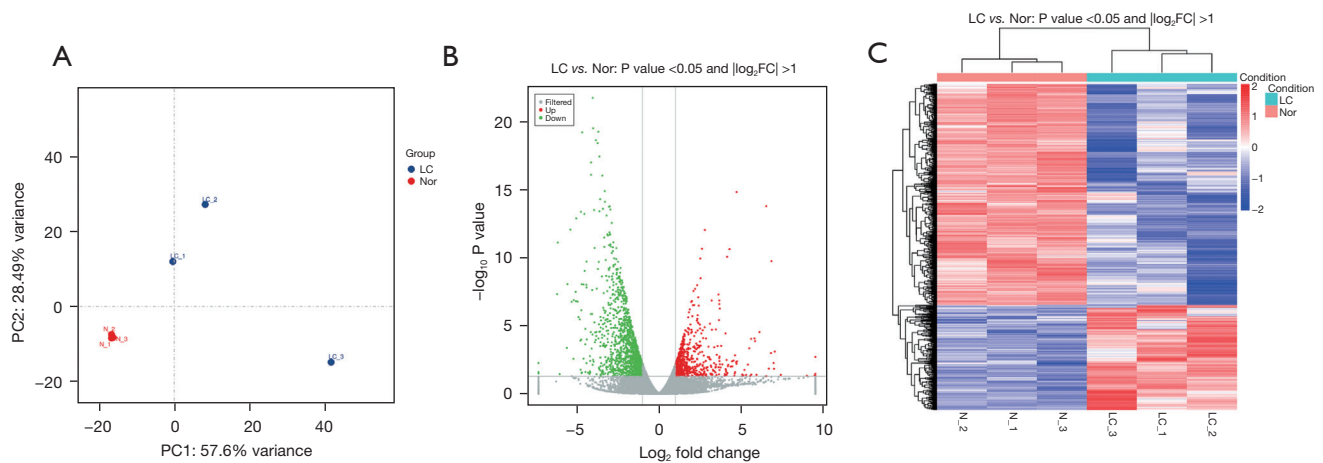 A
Group
LC
Nor
PC2: 28.49% variance
40
20
0
−20
LC_2
LC_1
N_2
N_1
N_3
LC_3
−20
0
20
40
PC1: 57.6% variance
B
LC vs. Nor: P value <0.05 and |log₂FC| >1
Filtered
Up
Down
−log₁₀ P value
20
15
10
5
0
−5
0
5
10
Log₂ fold change
C
LC vs. Nor: P value <0.05 and |log₂FC| >1
Condition
2
1
0
−1
−2
Condition
LC
Nor
N_2
N_1
N_3
LC_3
LC_1
LC_2